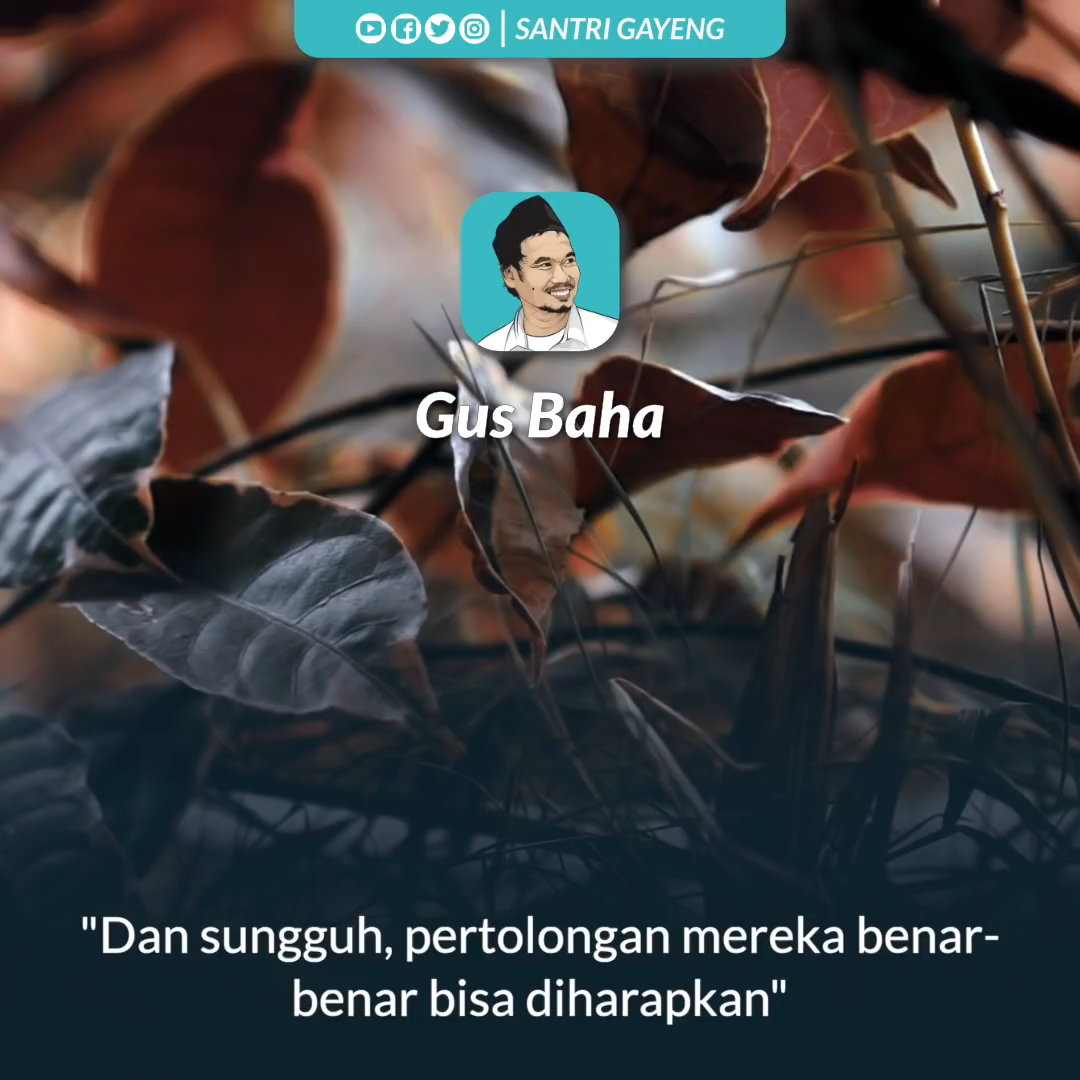 | SANTRI GAYENG
Gus Baha
"Dan sungguh, pertolongan mereka benar-
benar bisa diharapkan"